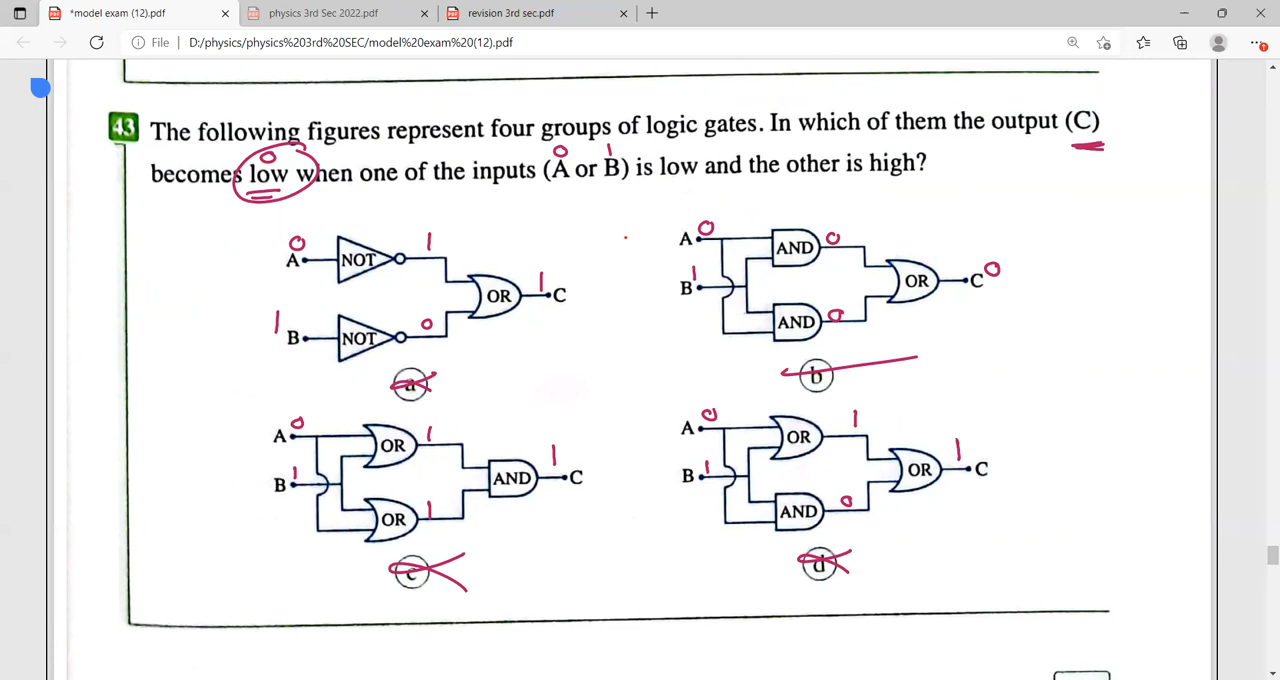 *model exam (12).pdf
physics 3rd Sec 2022.pdf
revision 3rd sec.pdf
File
D:/physics/physics%203rd%20SEC/model%20exam%20(12).pdf
43 The following figures represent four groups of logic gates. In which of them the output (C)
0 0 1
becomes low when one of the inputs (A or B) is low and the other is high?
0 1
A NOT
1
OR C
1 0
B NOT
a
0 0
A AND
1 0
B OR C
0
AND
b
0 1
A OR
1 1
B AND C
1
OR
c
0 1
A OR
1 1
B OR C
0
AND
d